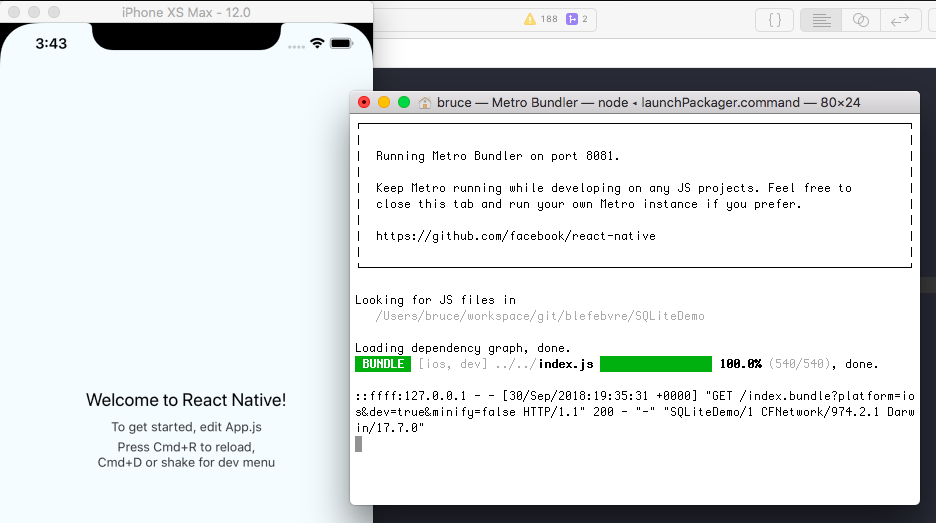 iPhone XS Max - 12.0
188 2
{}
3:43
bruce — Metro Bundler — node ◂ launchPackager.command — 80×24
Running Metro Bundler on port 8081.
Keep Metro running while developing on any JS projects. Feel free to
close this tab and run your own Metro instance if you prefer.
https://github.com/facebook/react-native
Looking for JS files in
/Users/bruce/workspace/git/blefebvre/SQLiteDemo
Loading dependency graph, done.
BUNDLE [ios, dev] ../../index.js 100.0% (540/540), done.
::ffff:127.0.0.1 - - [30/Sep/2018:19:35:31 +0000] "GET /index.bundle?platform=io
s&dev=true&minify=false HTTP/1.1" 200 - "-" "SQLiteDemo/1 CFNetwork/974.2.1 Darw
in/17.7.0"
Welcome to React Native!
To get started, edit App.js
Press Cmd+R to reload,
Cmd+D or shake for dev menu